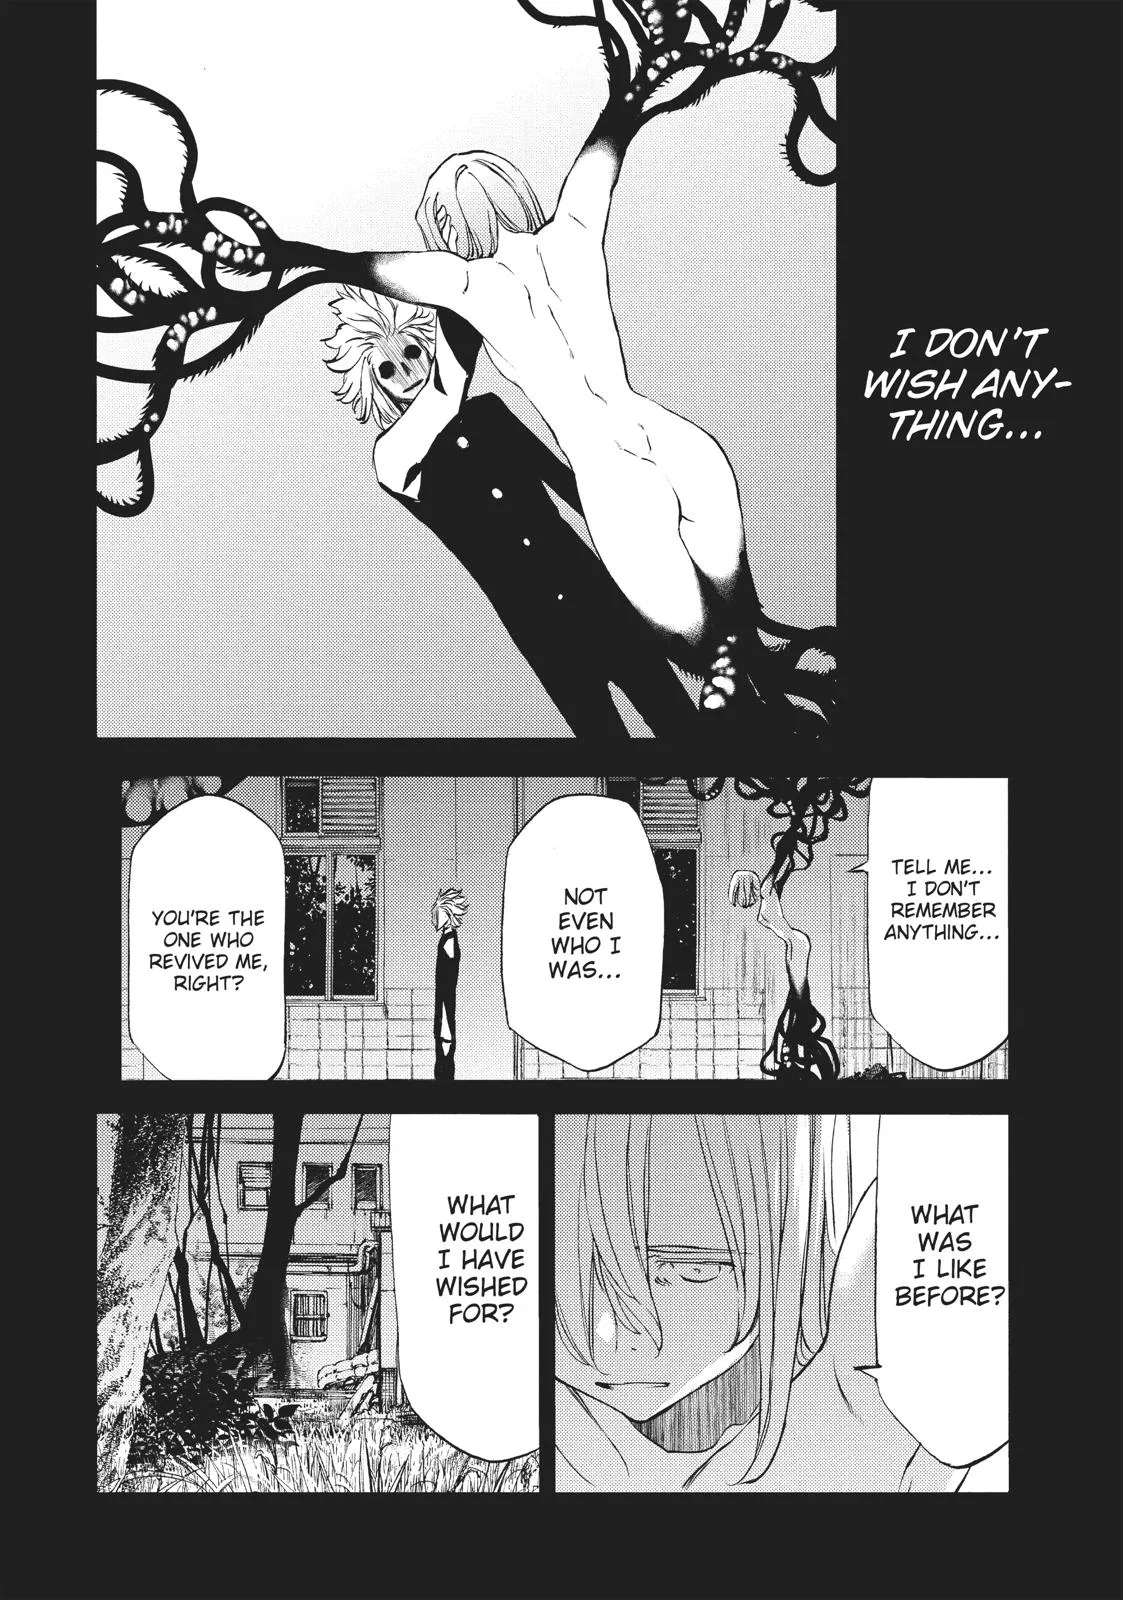 I DON'T
WISH ANY-
THING...
TELL ME...
I DON'T
REMEMBER
ANYTHING...
NOT
EVEN
WHO I
WAS...
YOU'RE THE
ONE WHO
REVIVED ME,
RIGHT?
WHAT
WAS
I LIKE
BEFORE?
WHAT
WOULD
I HAVE
WISHED
FOR?